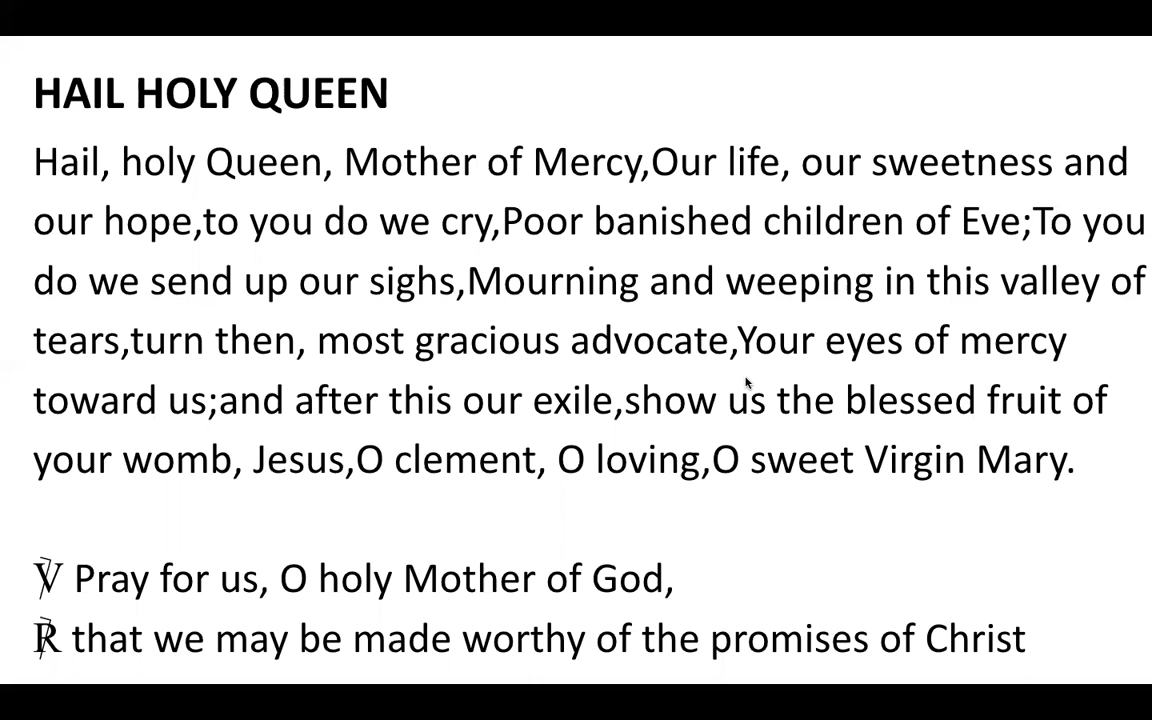 HAIL HOLY QUEEN
Hail, holy Queen, Mother of Mercy,Our life, our sweetness and
our hope,to you do we cry,Poor banished children of Eve;To you
do we send up our sighs,Mourning and weeping in this valley of
tears,turn then, most gracious advocate,Your eyes of mercy
toward us;and after this our exile,show us the blessed fruit of
your womb, Jesus,O clement, O loving,O sweet Virgin Mary.
℣ Pray for us, O holy Mother of God,
℟ that we may be made worthy of the promises of Christ